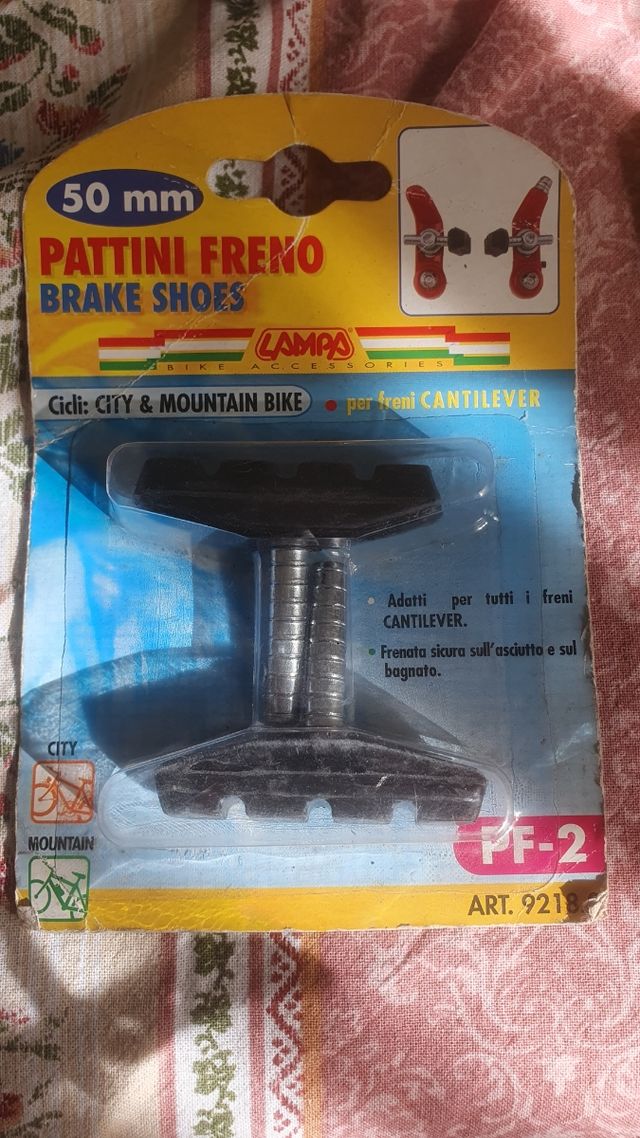 50 mm
PATTINI FRENO
BRAKE SHOES
LAMPA
BIKE ACCESSORIES
Cicli: CITY & MOUNTAIN BIKE
per freni CANTILEVER
• Adatti per tutti i freni
CANTILEVER.
• Frenata sicura sull'asciutto e sul
bagnato.
CITY
MOUNTAIN
PF-2
ART. 9218